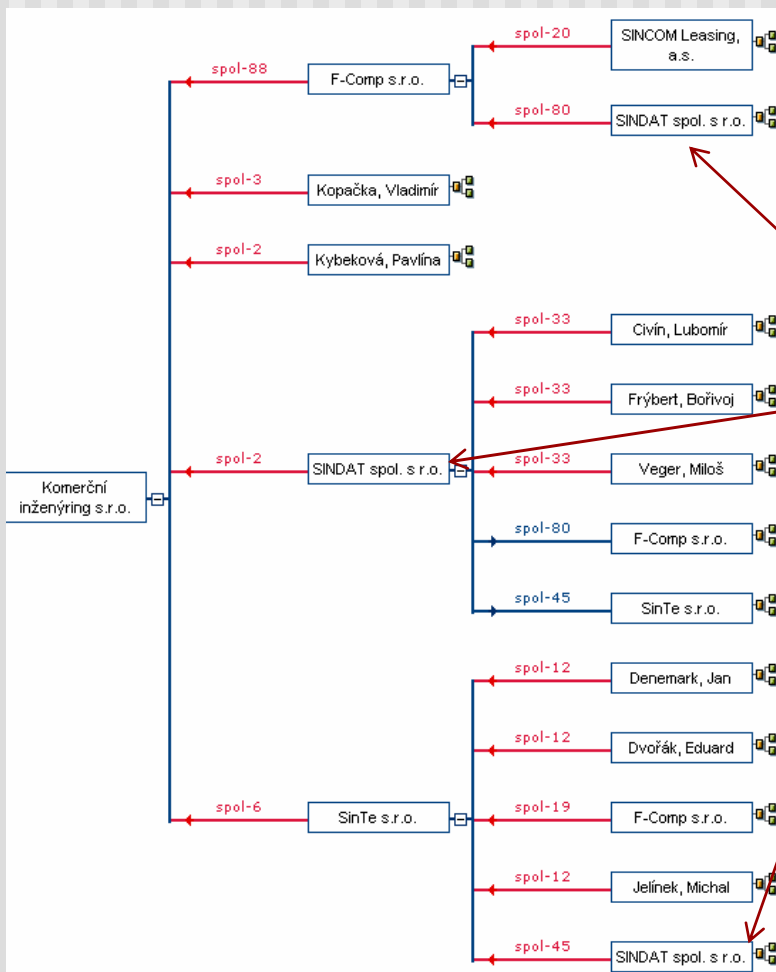 spol-20
SINCOM Leasing,
a.s.
spol-88
F-Comp s.r.o.
spol-80
SINDAT spol. s r.o.
spol-3
Kopačka, Vladimír
spol-2
Kybeková, Pavlína
spol-33
Civín, Lubomír
spol-33
Frýbert, Bořivoj
spol-2
SINDAT spol. s r.o.
spol-33
Veger, Miloš
Komerční
inženýring s.r.o.
spol-80
F-Comp s.r.o.
spol-45
SinTe s.r.o.
spol-12
Denemark, Jan
spol-12
Dvořák, Eduard
spol-6
SinTe s.r.o.
spol-19
F-Comp s.r.o.
spol-12
Jelínek, Michal
spol-45
SINDAT spol. s r.o.